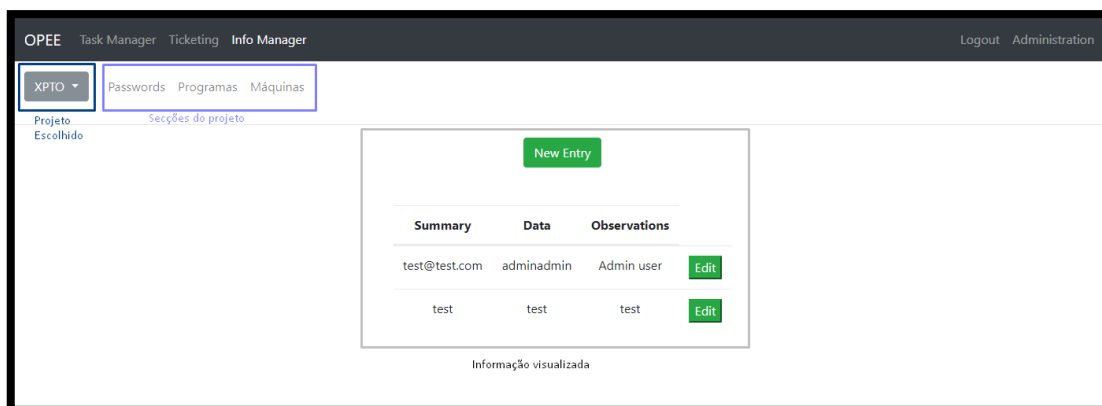 OPEE Task Manager Ticketing Info Manager Logout Administration
XPTO Passwords Programas Máquinas
Projeto Escolhido
Secções do projeto
New Entry
Summary Data Observations
test@test.com adminadmin Admin user Edit
test test test Edit
Informação visualizada